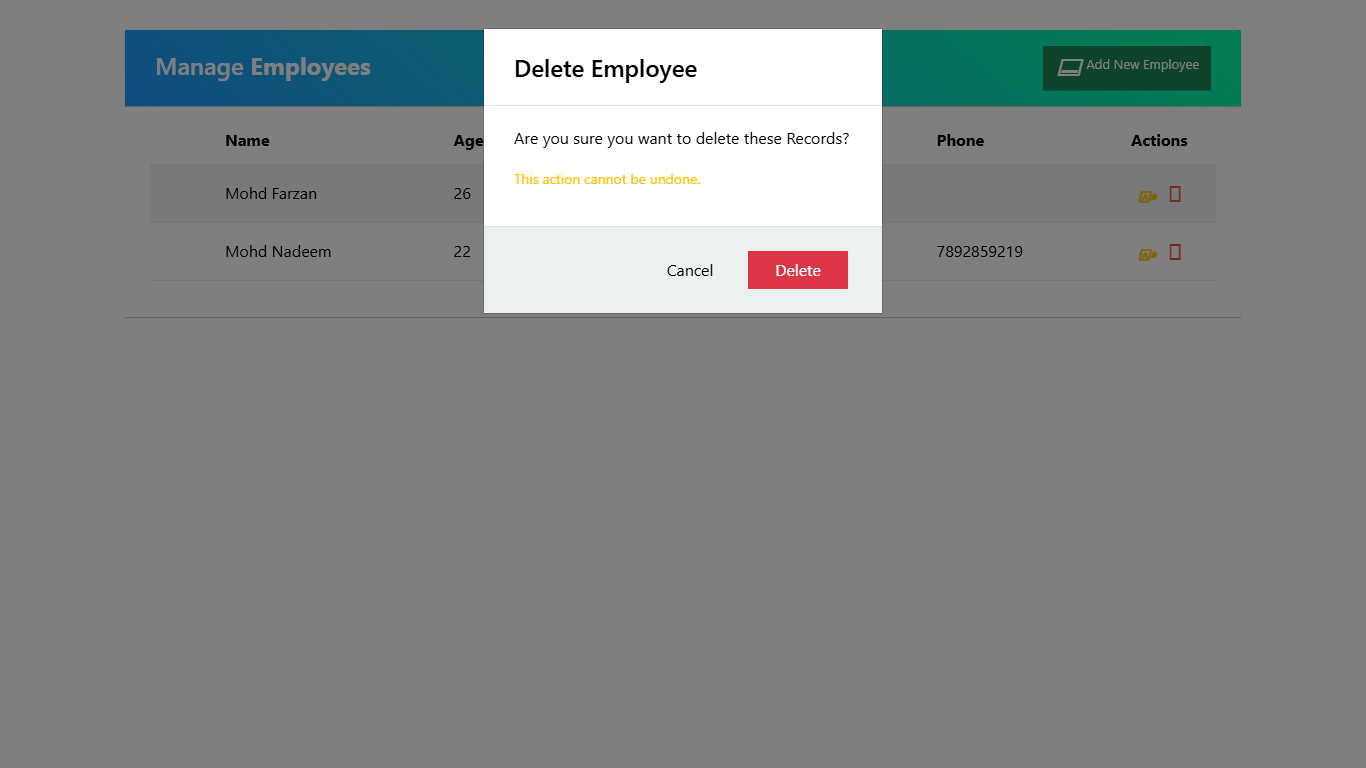 Manage Employees
Add New Employee
Delete Employee
Name
Age
Phone
Actions
Are you sure you want to delete these Records?
This action cannot be undone.
Mohd Farzan
26
Mohd Nadeem
22
7892859219
Cancel
Delete